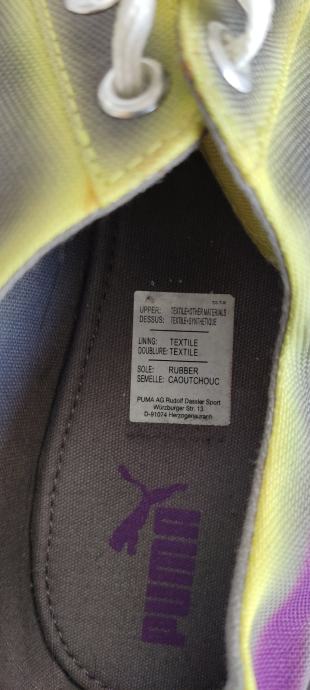 UPPER: TEXTILE+OTHER MATERIALS
DESSUS: TEXTILE+SYNTHETIQUE
LINING: TEXTILE
DOUBLURE: TEXTILE
SOLE: RUBBER
SEMELLE: CAOUTCHOUC
PUMA AG Rudolf Dassler Sport
Würzburger Str. 13
D-91074 Herzogenaurach
PUMA